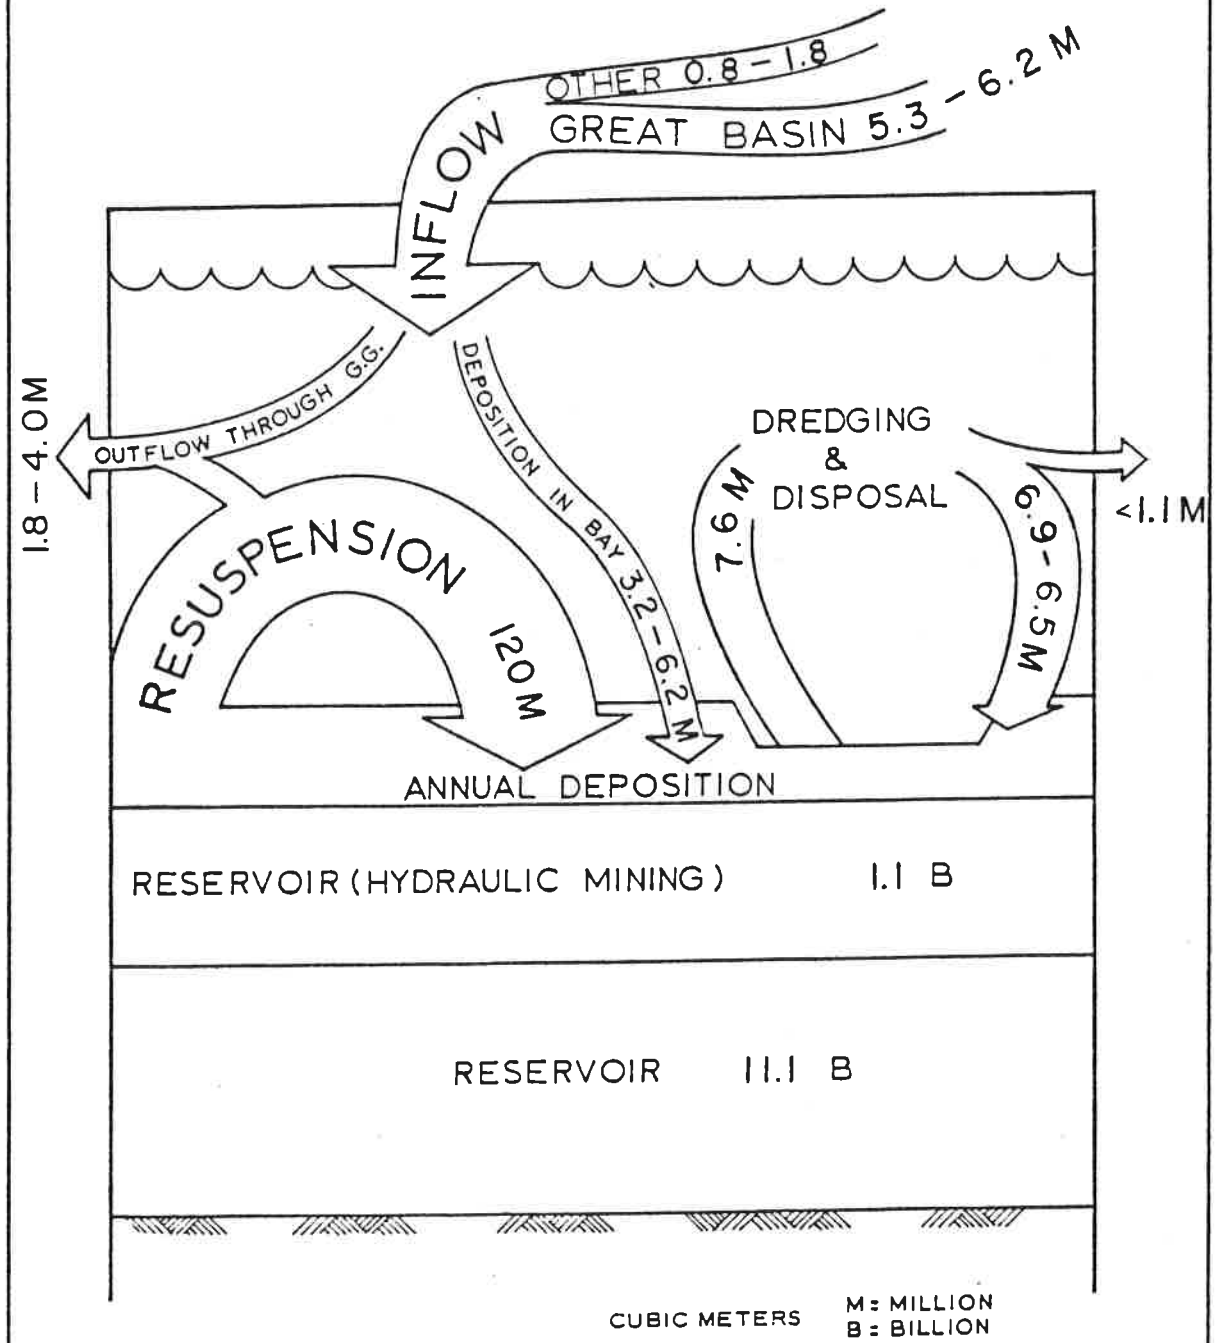 OTHER 0.8-1.8
GREAT BASIN 5.3-6.2 M
INFLOW
OUTFLOW THROUGH G.G.
1.8-4.0M
DEPOSITION IN BAY 3.2-6.2 M
DREDGING
&
DISPOSAL
7.6 M
6.9-6.5M
<1.1M
RESUSPENSION 120M
ANNUAL DEPOSITION
RESERVOIR (HYDRAULIC MINING) 1.1 B
RESERVOIR 11.1 B
CUBIC METERS
M = MILLION
B = BILLION